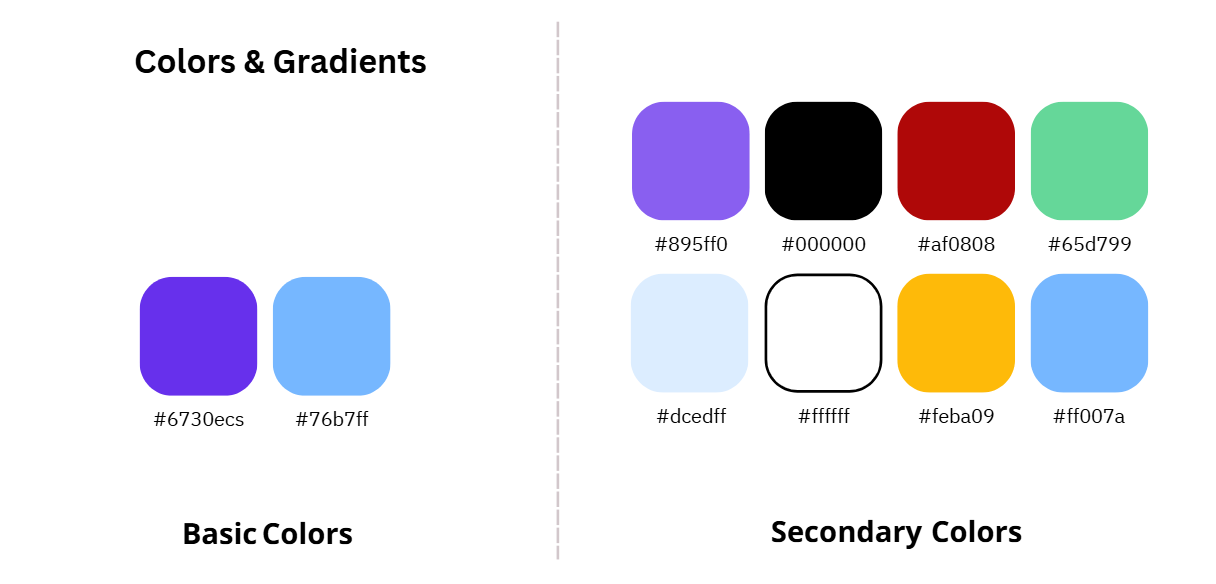 Colors & Gradients
#6730ecs #76b7ff
Basic Colors
#895ff0 #000000 #af0808 #65d799
#dcedff #ffffff #feba09 #ff007a
Secondary Colors